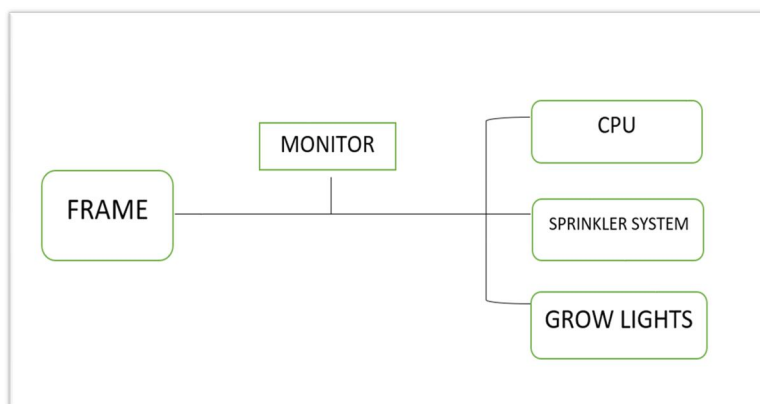 FRAME
MONITOR
CPU
SPRINKLER SYSTEM
GROW LIGHTS